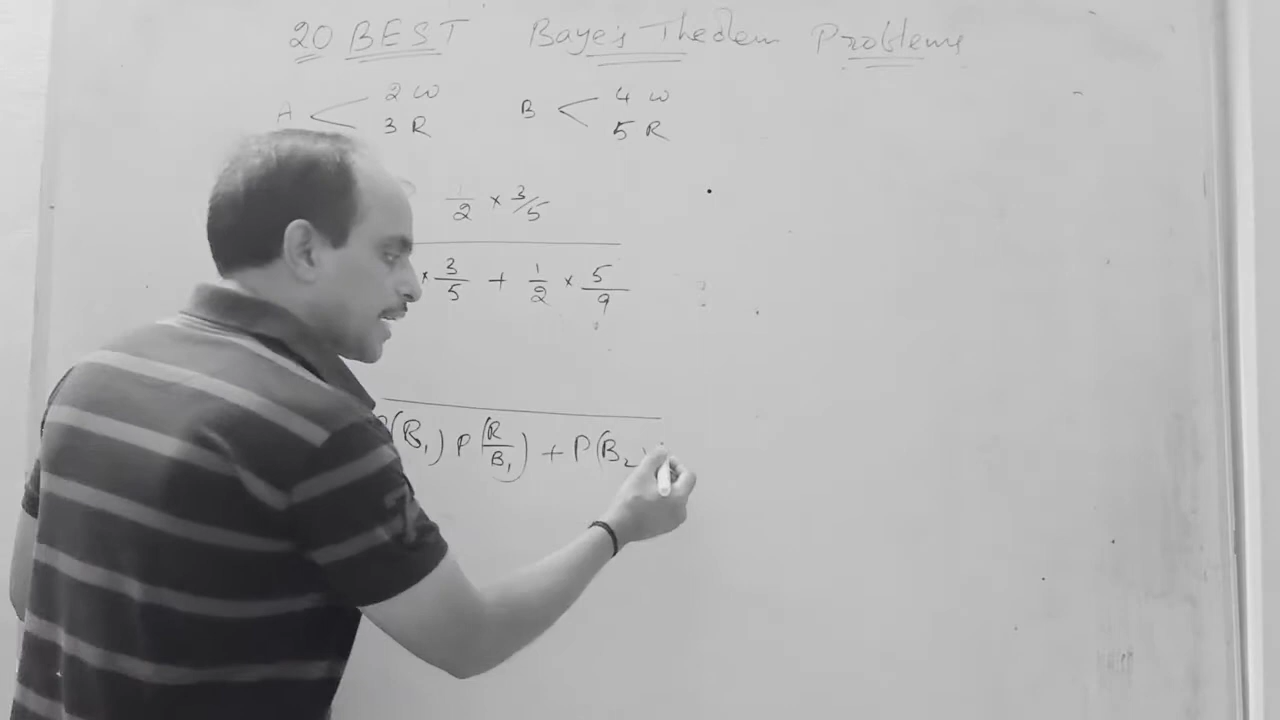 20 BEST Baye's Theolem Problems
A < 2 W B < 4 W
3 R 5 R
1/2 × 3/5
× 3/5 + 1/2 × 5/9
P(B₁) P(R/B₁) + P(B₂)